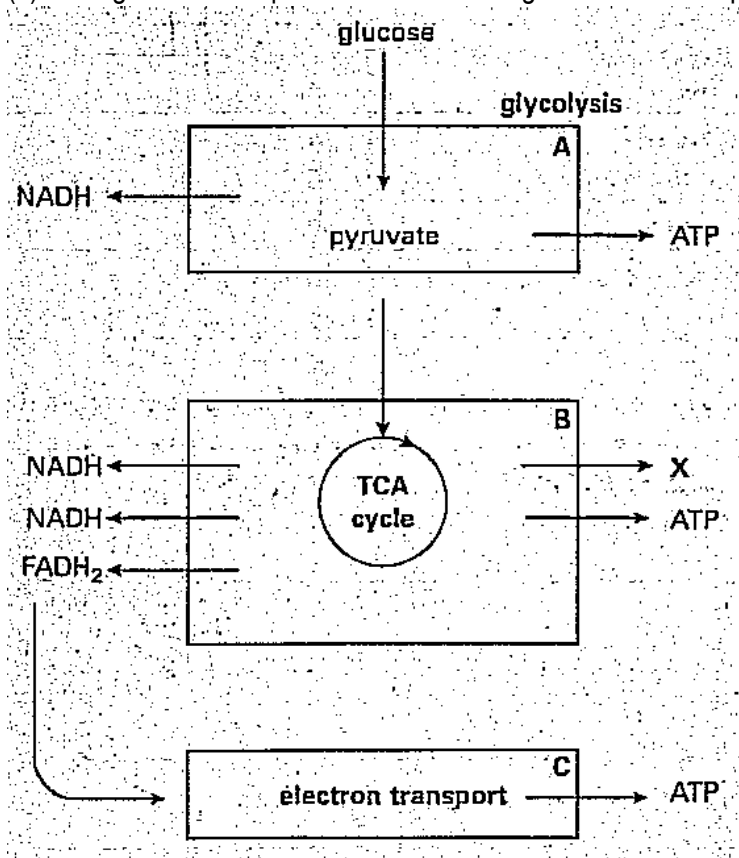 glucose
glycolysis
A
NADH
pyruvate
ATP
B
NADH
X
TCA
cycle
NADH
ATP
FADH₂
C
electron transport
ATP